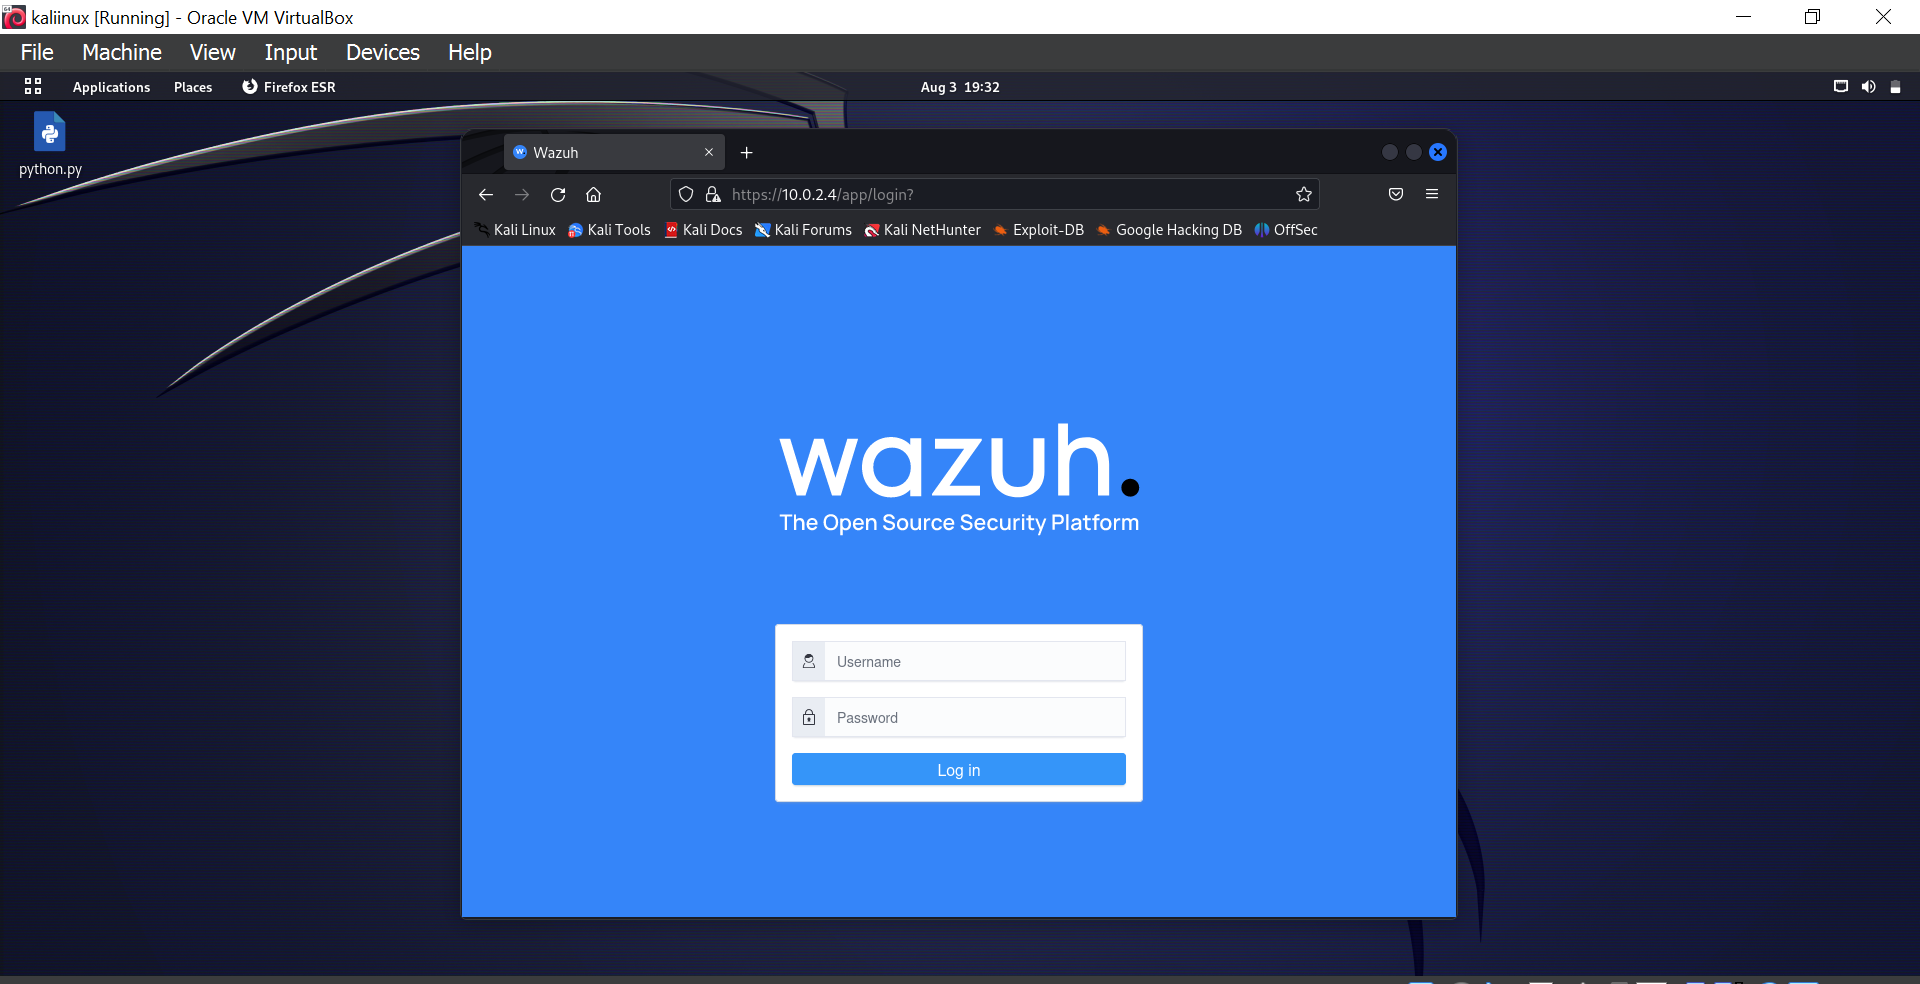 kaliinux [Running] - Oracle VM VirtualBox
File Machine View Input Devices Help
Applications Places Firefox ESR Aug 3 19:32
python.py
Wazuh
https://10.0.2.4/app/login?
Kali Linux Kali Tools Kali Docs Kali Forums Kali NetHunter Exploit-DB Google Hacking DB OffSec
wazuh.
The Open Source Security Platform
Username
Password
Log in